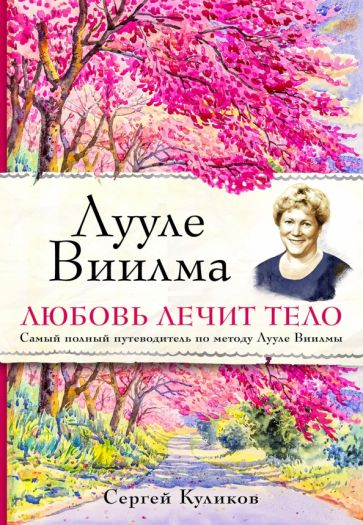 Лууле
Виилма
ЛЮБОВЬ ЛЕЧИТ ТЕЛО
Самый полный путеводитель по методу Лууле Виилмы
Сергей Куликов